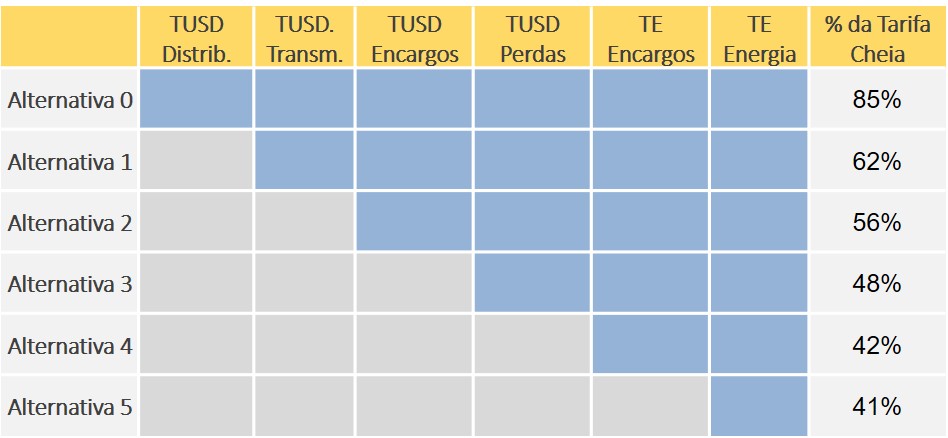 TUSD Distrib. TUSD. Transm. TUSD Encargos TUSD Perdas TE Encargos TE Energia % da Tarifa Cheia
Alternativa 0 85%
Alternativa 1 62%
Alternativa 2 56%
Alternativa 3 48%
Alternativa 4 42%
Alternativa 5 41%